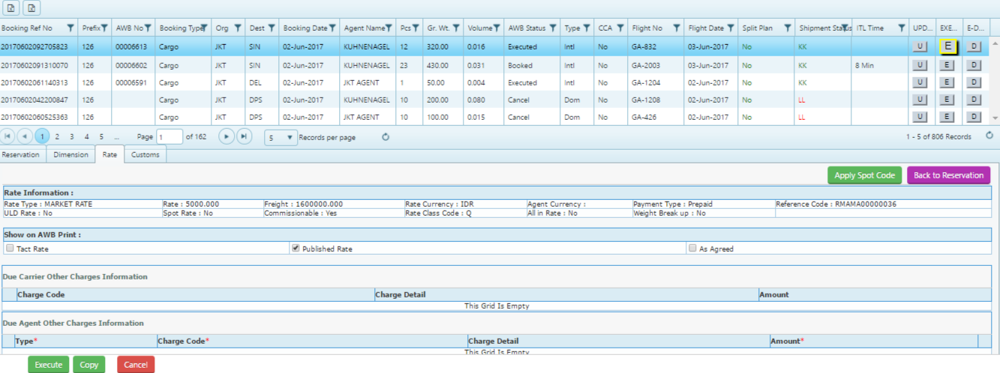 Booking Ref No Prefix AWB No Booking Type Org Dest Booking Date Agent Name Pcs Gr. Wt. Volume AWB Status Type CCA Flight No Flight Date Split Plan Shipment Status ITL Time UPD... EXE... E-D...
20170602092705823 126 00006613 Cargo JKT SIN 02-Jun-2017 KUHNENAGEL 12 320.00 0.016 Executed Intl No GA-832 03-Jun-2017 No KK U E D
20170602091310070 126 00006602 Cargo JKT SIN 02-Jun-2017 KUHNENAGEL 23 430.00 0.031 Booked Intl No GA-2003 03-Jun-2017 No KK 8 Min U E D
20170602061140313 126 00006591 Cargo JKT DEL 02-Jun-2017 JKT AGENT 1 50.00 0.004 Executed Intl No GA-1204 02-Jun-2017 No KK U E D
20170602042200847 126 Cargo JKT DPS 02-Jun-2017 KUHNENAGEL 10 200.00 0.080 Cancel Dom No GA-1208 02-Jun-2017 No LL U E D
20170602060525363 126 Cargo JKT DPS 02-Jun-2017 JKT AGENT 10 100.00 0.015 Cancel Dom No GA-426 02-Jun-2017 No LL U E D
1 2 3 4 5 ... Page 1 of 162 5 Records per page 1 - 5 of 806 Records
Reservation Dimension Rate Customs
Apply Spot Code Back to Reservation
Rate Information :
Rate Type : MARKET RATE Rate : 5000.000 Freight : 1600000.000 Rate Currency : IDR Agent Currency : Payment Type : Prepaid Reference Code : RMAMA00000036
ULD Rate : No Spot Rate : No Commissionable : Yes Rate Class Code : Q All in Rate : No Weight Break up : No
Show on AWB Print :
Tact Rate Published Rate As Agreed
Due Carrier Other Charges Information
Charge Code Charge Detail Amount
This Grid Is Empty
Due Agent Other Charges Information
Type* Charge Code* Charge Detail Amount*
This Grid Is Empty
Execute Copy Cancel